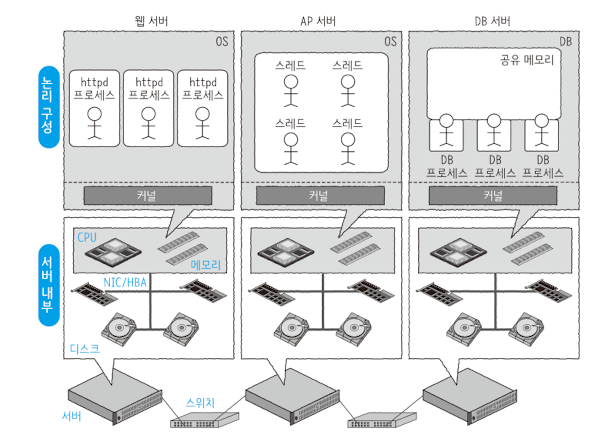 웹 서버
AP 서버
DB 서버
OS
OS
DB
논리 구성
httpd
프로세스
httpd
프로세스
httpd
프로세스
스레드
스레드
스레드
스레드
공유 메모리
DB
프로세스
DB
프로세스
DB
프로세스
커널
커널
커널
서버 내부
CPU
메모리
NIC/HBA
디스크
서버
스위치